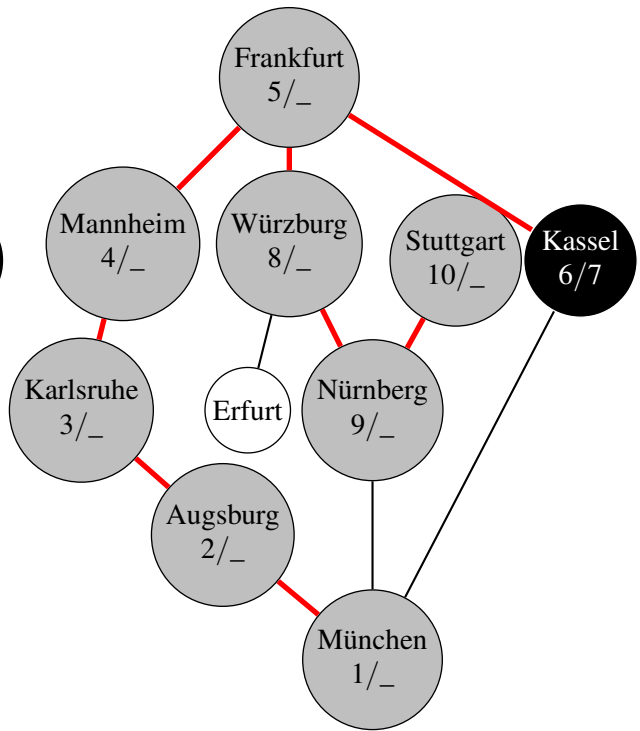 Frankfurt
5/_
Mannheim
4/_
Würzburg
8/_
Stuttgart
10/_
Kassel
6/7
Karlsruhe
3/_
Erfurt
Nürnberg
9/_
Augsburg
2/_
München
1/_